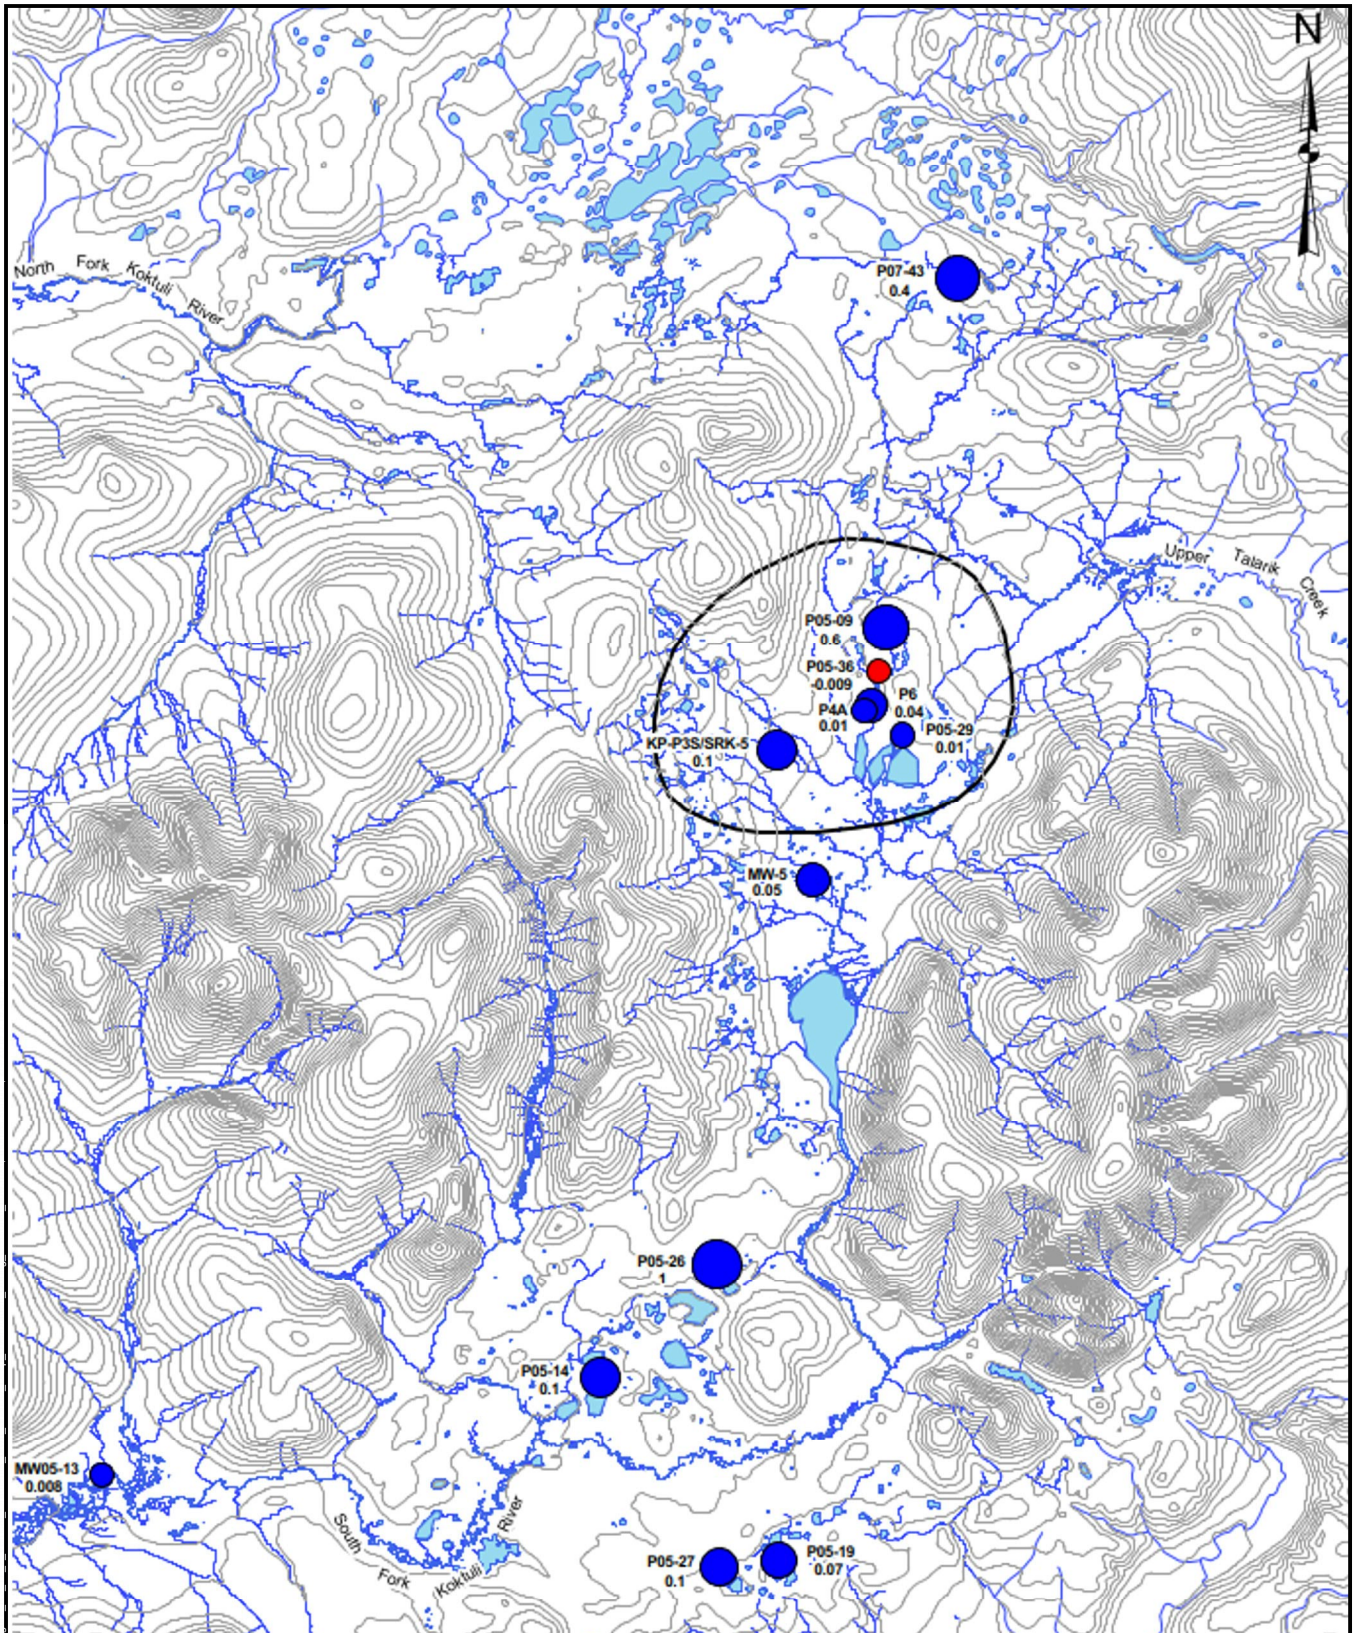 N
P07-43
0.4
North Fork Koktuli River
Upper Talarik Creek
P05-09
0.6
P05-36
-0.009
P6
0.04
P4A
0.01
P05-29
0.01
KP-P3S/SRK-5
0.1
MW-5
0.05
P05-26
1
P05-14
0.1
MW05-13
0.008
South Fork Koktuli River
P05-27
0.1
P05-19
0.07